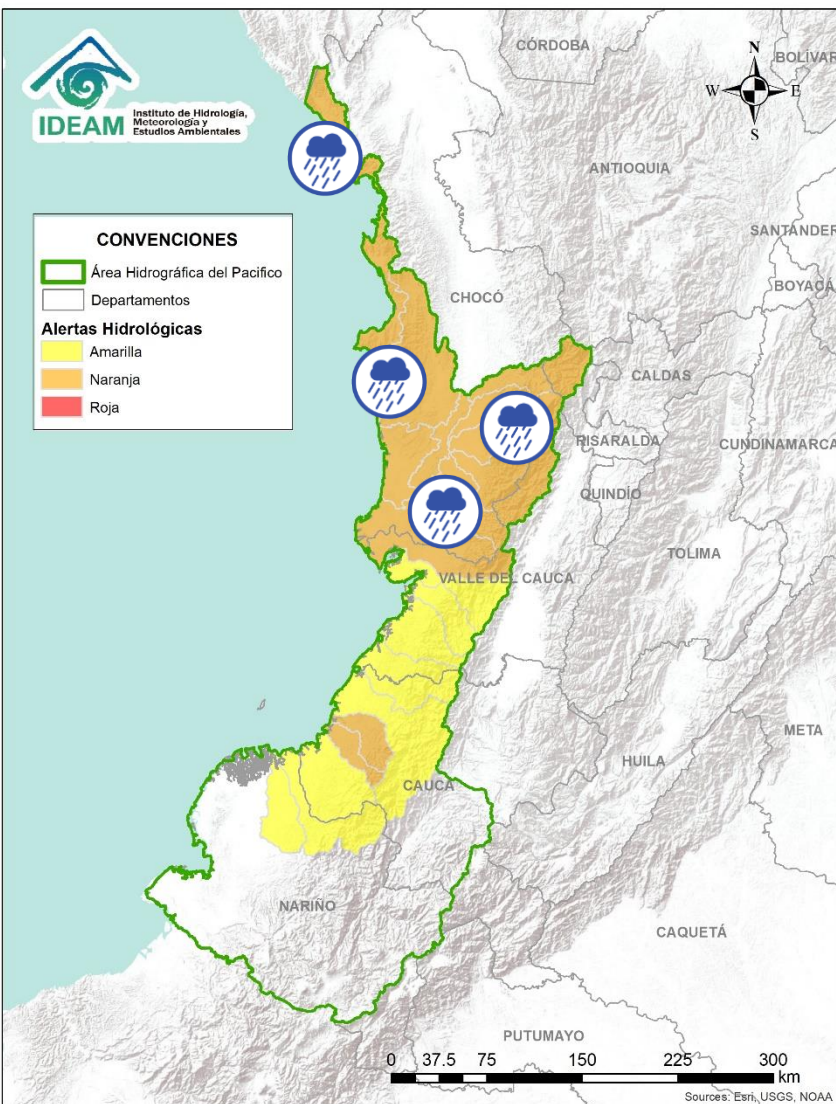 IDEAM
Instituto de Hidrología,
Meteorología y
Estudios Ambientales
CÓRDOBA
BOLÍVAR
N
W
E
S
ANTIOQUIA
SANTANDER
BOYACÁ
CONVENCIONES
Área Hidrográfica del Pacifico
Departamentos
Alertas Hidrológicas
Amarilla
Naranja
Roja
CHOCÓ
CALDAS
RISARALDA
CUNDINAMARCA
QUINDÍO
TOLIMA
VALLE DEL CAUCA
META
HUILA
CAUCA
NARIÑO
CAQUETÁ
PUTUMAYO
0 37.5 75 150 225 300
km
Sources: Esri, USGS, NOAA